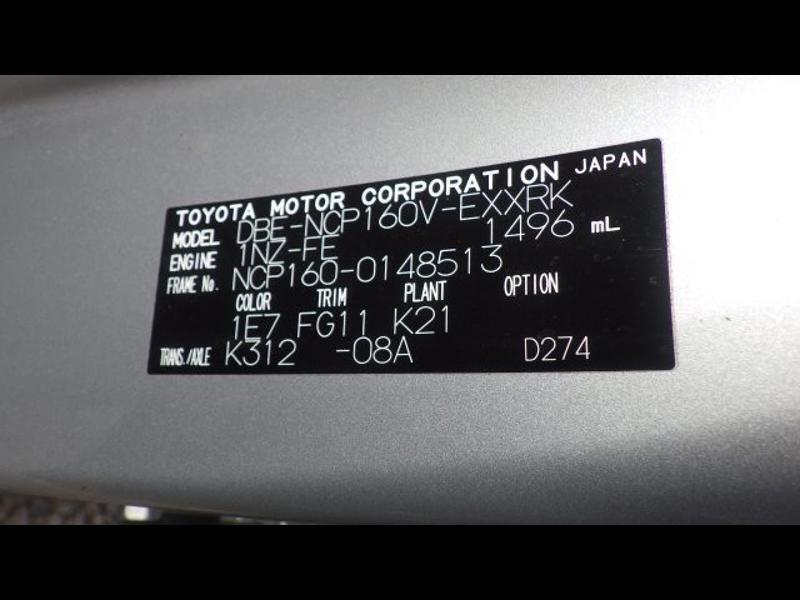 TOYOTA MOTOR CORPORATION JAPAN
MODEL DBE-NCP160V-EXXRK
ENGINE 1NZ-FE 1496 mL
FRAME No. NCP160-0148513
COLOR TRIM PLANT OPTION
1E7 FG11 K21
TRANS./AXLE K312 -08A D274